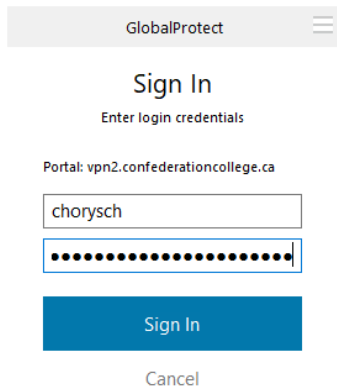 GlobalProtect
Sign In
Enter login credentials
Portal: vpn2.confederationcollege.ca
chorysch
●●●●●●●●●●●●●●●●●●●●●●
Sign In
Cancel